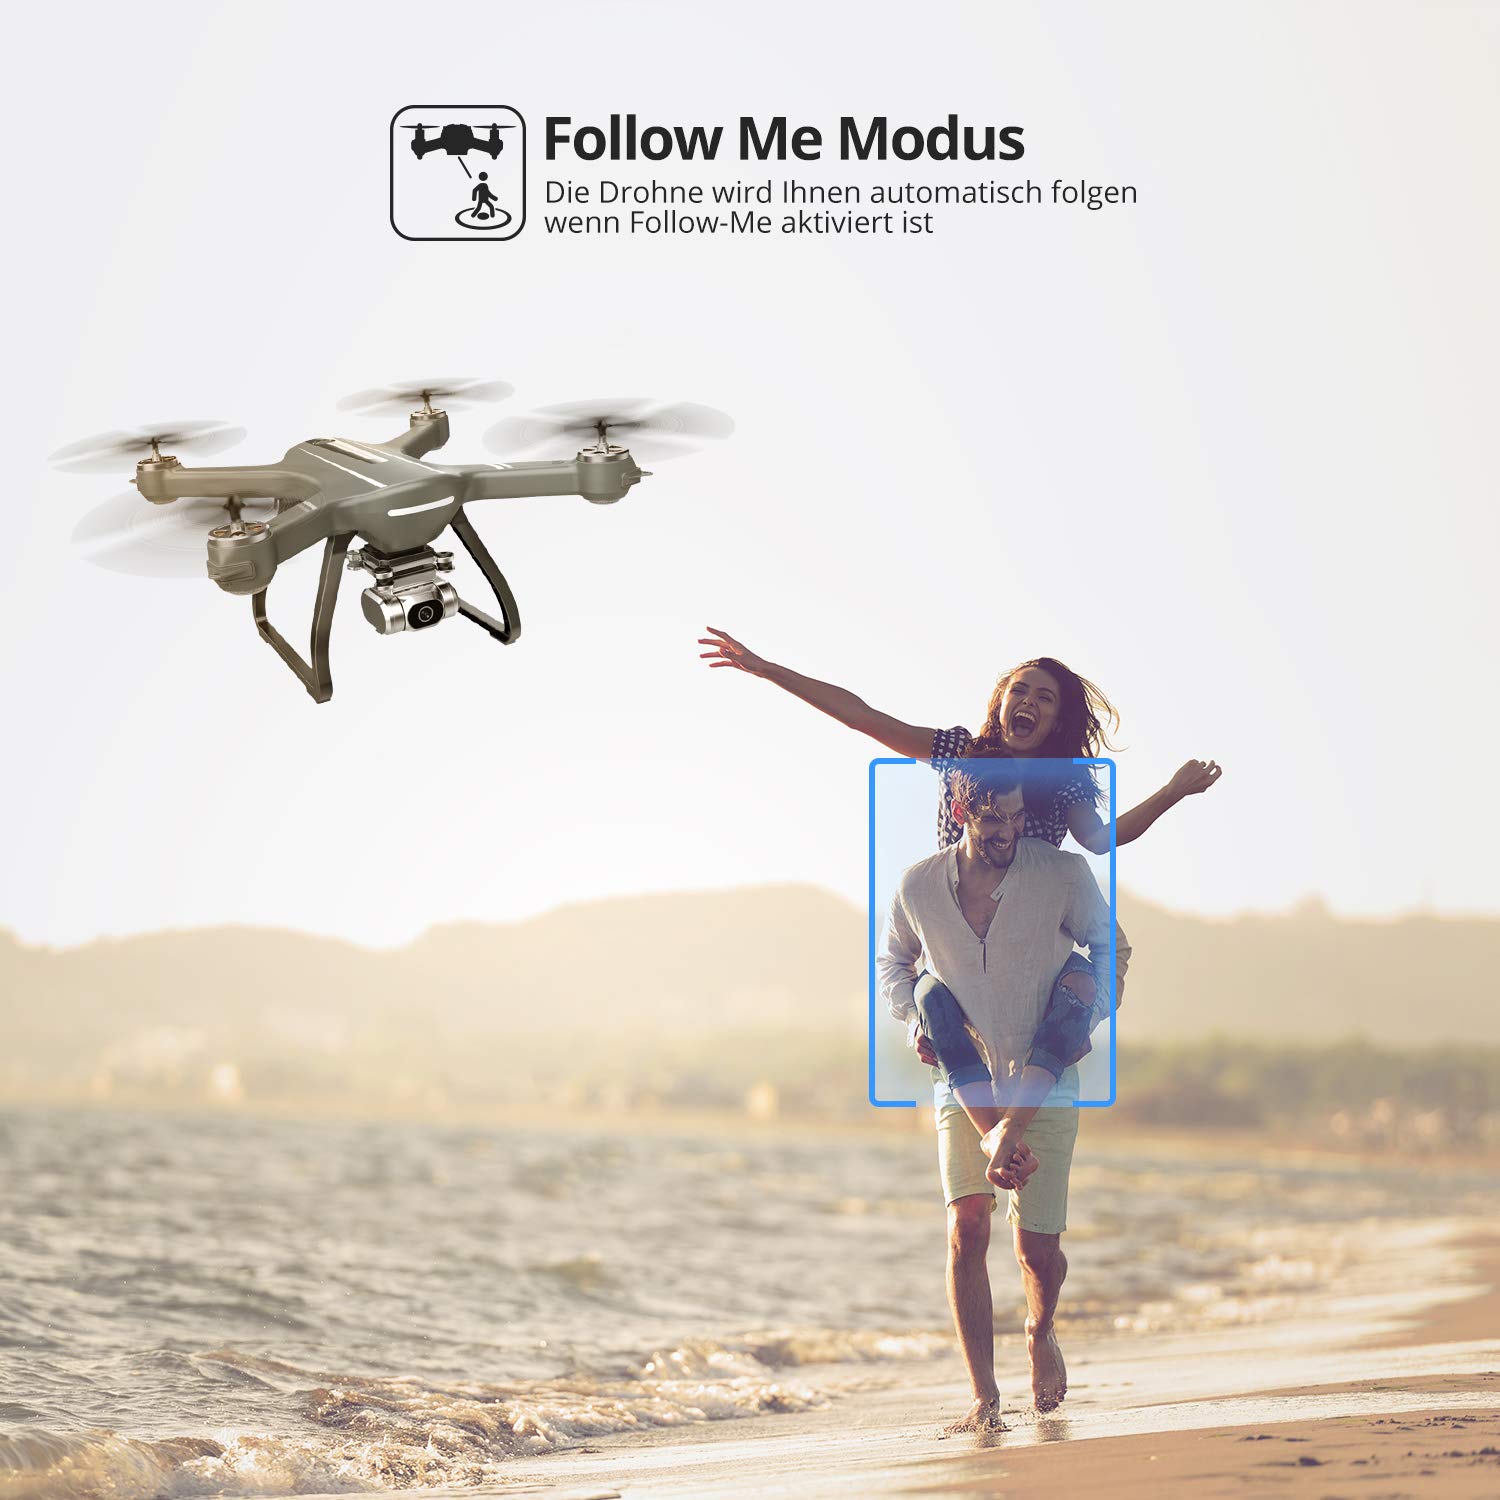 Follow Me Modus
Die Drohne wird Ihnen automatisch folgen
wenn Follow-Me aktiviert ist